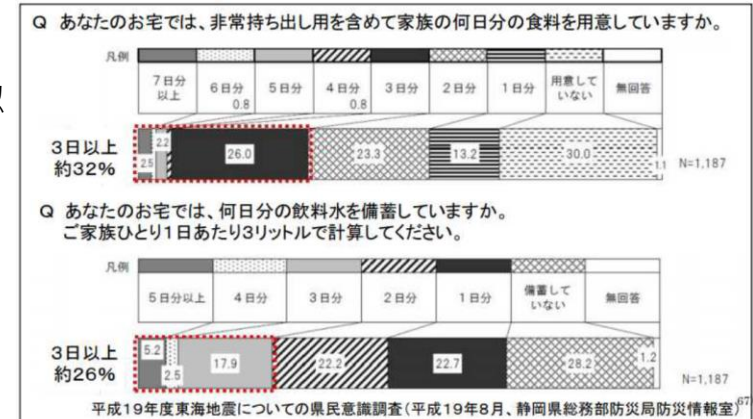 Q あなたのお宅では、非常持ち出し用を含めて家族の何日分の食料を用意していますか。
凡例
7日分以上 6日分 5日分 4日分 3日分 2日分 1日分 用意していない 無回答
0.8 0.8
3日以上
約32%
2.5 2.2 26.0 23.3 13.2 30.0 1.1 N=1,187
Q あなたのお宅では、何日分の飲料水を備蓄していますか。
ご家族ひとり1日あたり3リットルで計算してください。
凡例
5日分以上 4日分 3日分 2日分 1日分 備蓄していない 無回答
3日以上
約26%
5.2 2.5 17.9 22.2 22.7 28.2 1.2
N=1,187
平成19年度東海地震についての県民意識調査(平成19年8月、静岡県総務部防災局防災情報室)
67